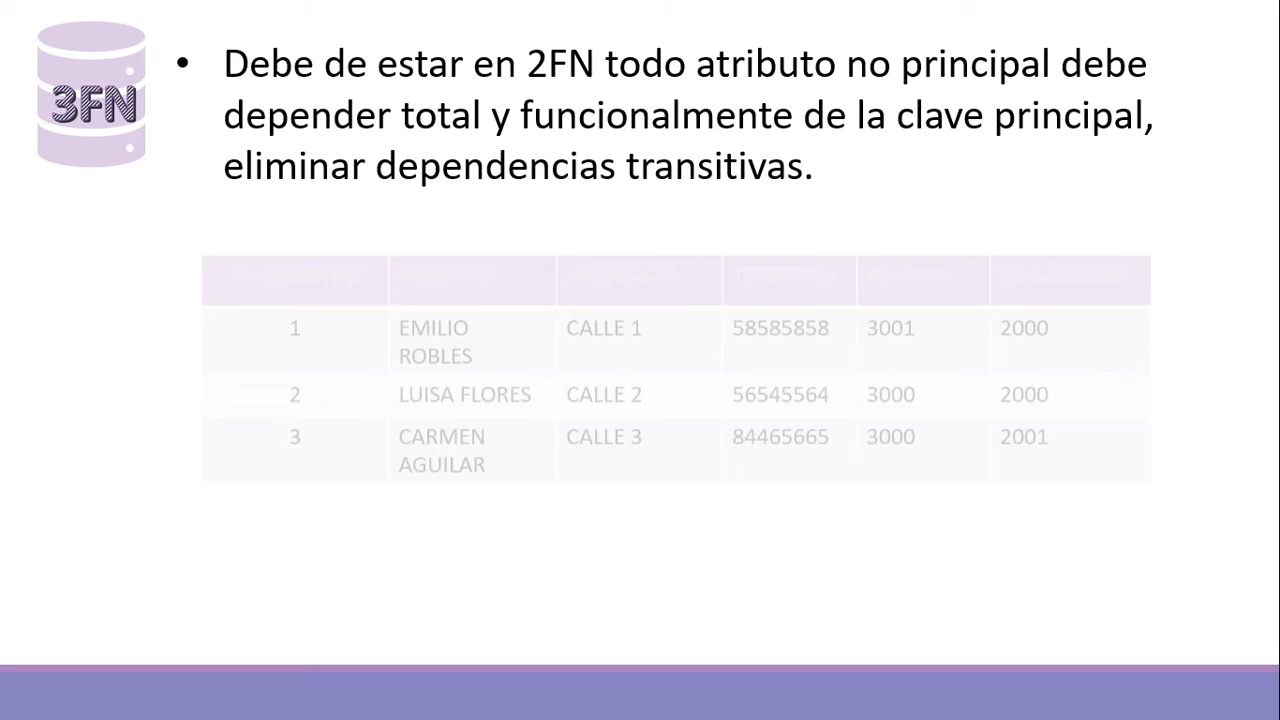 3FN
• Debe de estar en 2FN todo atributo no principal debe
depender total y funcionalmente de la clave principal,
eliminar dependencias transitivas.
1 EMILIO ROBLES CALLE 1 58585858 3001 2000
2 LUISA FLORES CALLE 2 56545564 3000 2000
3 CARMEN AGUILAR CALLE 3 84465665 3000 2001